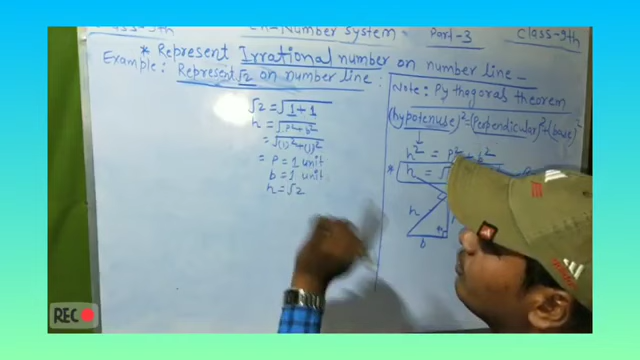 Ch-Number system Part-3 Class-9th
* Represent Irrational number on number line -
Example: Represent √2 on number line :
√2 = √1+1
h = √P²+b²
= √(1)²+(1)²
= P = 1 unit
b = 1 unit
h = √2
Note: Pythagoras theorem
(hypotenuse)² = (Perpendicular)² + (base)²
h² = P² + b²
* h =
h
b
REC